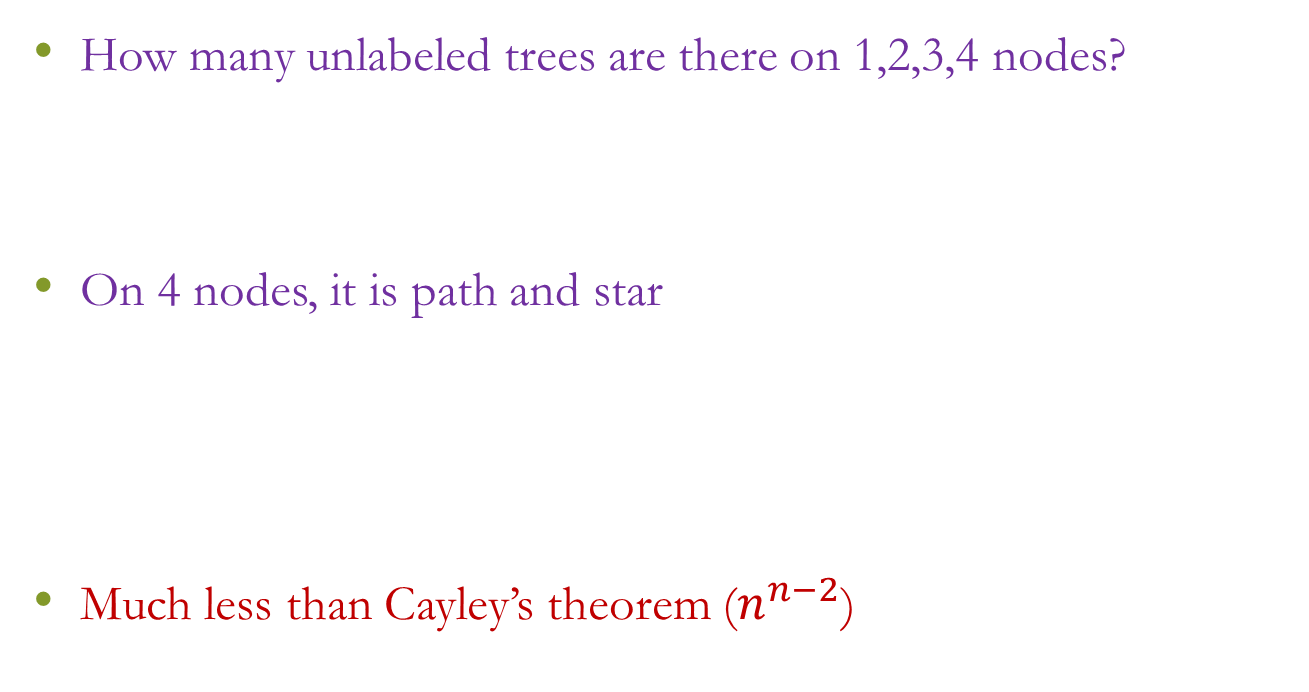 • How many unlabeled trees are there on 1,2,3,4 nodes?
• On 4 nodes, it is path and star
• Much less than Cayley’s theorem ($n^{n-2}$)